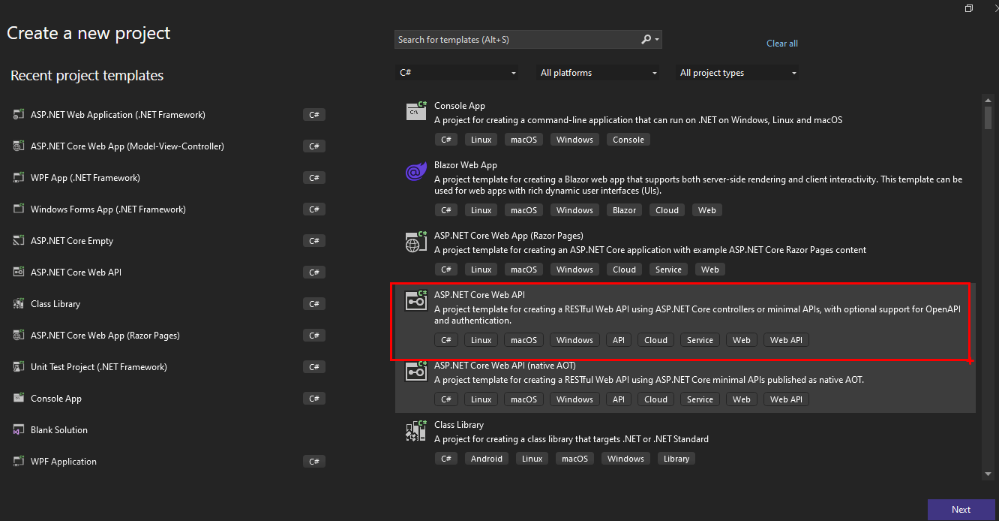 Create a new project
Search for templates (Alt+S)
Clear all
Recent project templates
C#
All platforms
All project types
ASP.NET Web Application (.NET Framework)
C#
ASP.NET Core Web App (Model-View-Controller)
C#
WPF App (.NET Framework)
C#
Windows Forms App (.NET Framework)
C#
ASP.NET Core Empty
C#
ASP.NET Core Web API
C#
Class Library
C#
ASP.NET Core Web App (Razor Pages)
C#
Unit Test Project (.NET Framework)
C#
Console App
C#
Blank Solution
WPF Application
C#
C#
C:\
Console App
A project for creating a command-line application that can run on .NET on Windows, Linux and macOS
C# Linux macOS Windows Console
Blazor Web App
A project template for creating a Blazor web app that supports both server-side rendering and client interactivity. This template can be
used for web apps with rich dynamic user interfaces (UIs).
C# Linux macOS Windows Blazor Cloud Web
C#
ASP.NET Core Web App (Razor Pages)
A project template for creating an ASP.NET Core application with example ASP.NET Core Razor Pages content
C# Linux macOS Windows Cloud Service Web
C#
ASP.NET Core Web API
A project template for creating a RESTful Web API using ASP.NET Core controllers or minimal APIs, with optional support for OpenAPI
and authentication.
C# Linux macOS Windows API Cloud Service Web Web API
C#
ASP.NET Core Web API (native AOT)
A project template for creating a RESTful Web API using ASP.NET Core minimal APIs published as native AOT.
C# Linux macOS Windows API Cloud Service Web Web API
C#
Class Library
A project for creating a class library that targets .NET or .NET Standard
C# Android Linux macOS Windows Library
Next